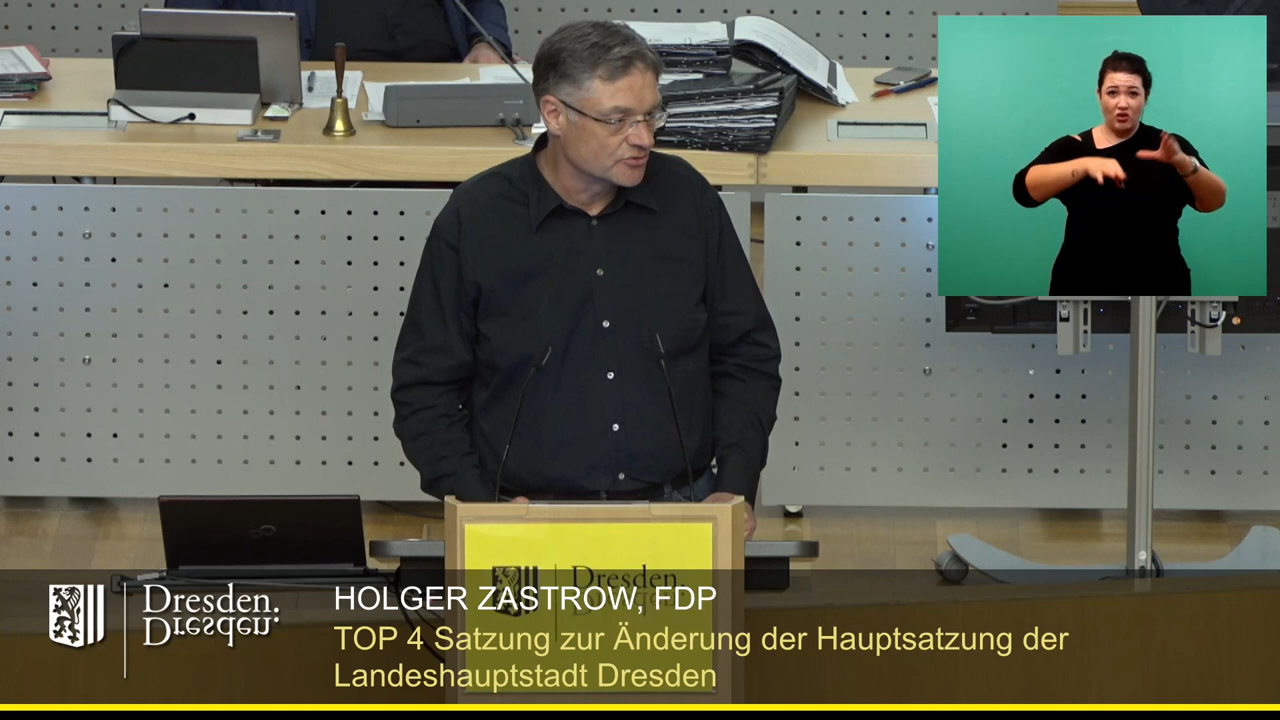 Dresden.
Dresden.
Dresden.
HOLGER ZASTROW, FDP
TOP 4 Satzung zur Änderung der Hauptsatzung der
Landeshauptstadt Dresden